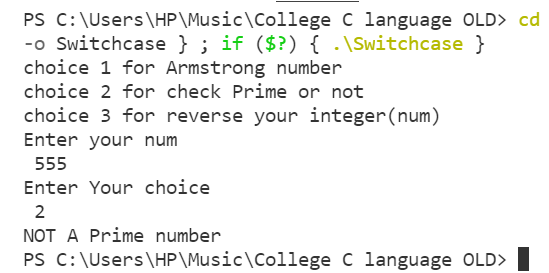 PS C:\Users\HP\Music\College C language OLD> cd
-o Switchcase } ; if ($?) { .\Switchcase }
choice 1 for Armstrong number
choice 2 for check Prime or not
choice 3 for reverse your integer(num)
Enter your num
 555
Enter Your choice
 2
NOT A Prime number
PS C:\Users\HP\Music\College C language OLD>